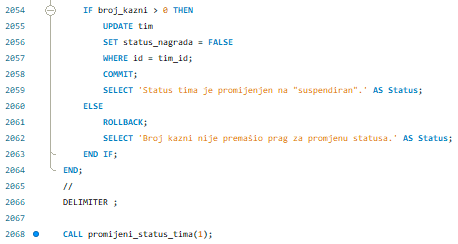 2054 IF broj_kazni > 0 THEN
2055 UPDATE tim
2056 SET status_nagrada = FALSE
2057 WHERE id = tim_id;
2058 COMMIT;
2059 SELECT 'Status tima je promijenjen na "suspendiran".' AS Status;
2060 ELSE
2061 ROLLBACK;
2062 SELECT 'Broj kazni nije premašio prag za promjenu statusa.' AS Status;
2063 END IF;
2064 END;
2065 //
2066 DELIMITER ;
2067
2068 CALL promijeni_status_tima(1);